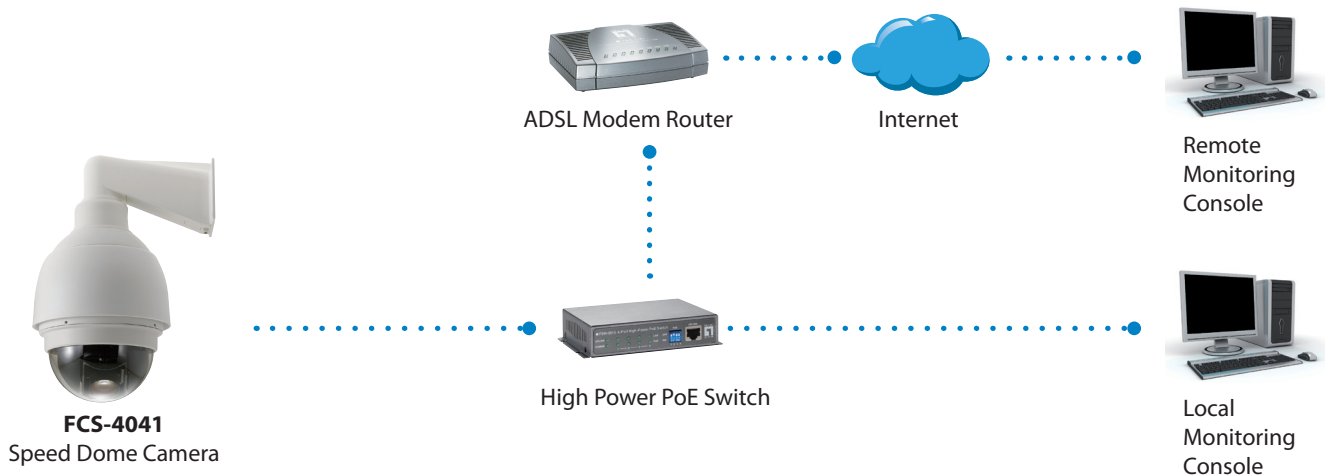 ADSL Modem Router
Internet
Remote
Monitoring
Console
FCS-4041
Speed Dome Camera
High Power PoE Switch
Local
Monitoring
Console